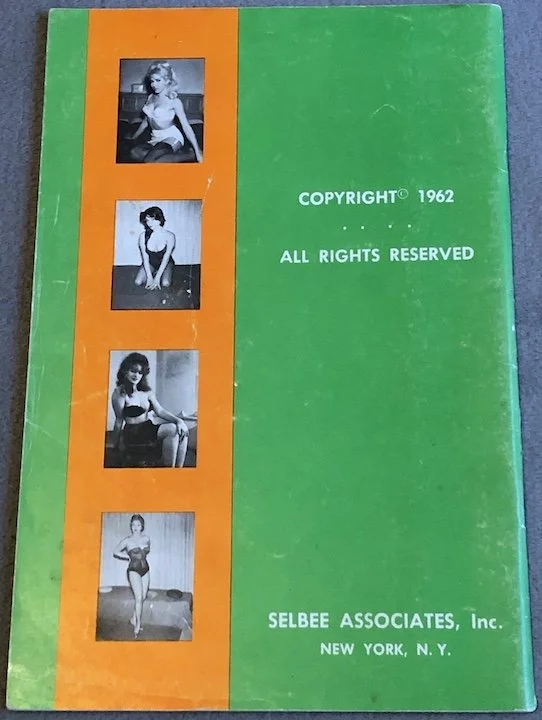 COPYRIGHT© 1962
. . . .
ALL RIGHTS RESERVED
SELBEE ASSOCIATES, Inc.
NEW YORK, N. Y.